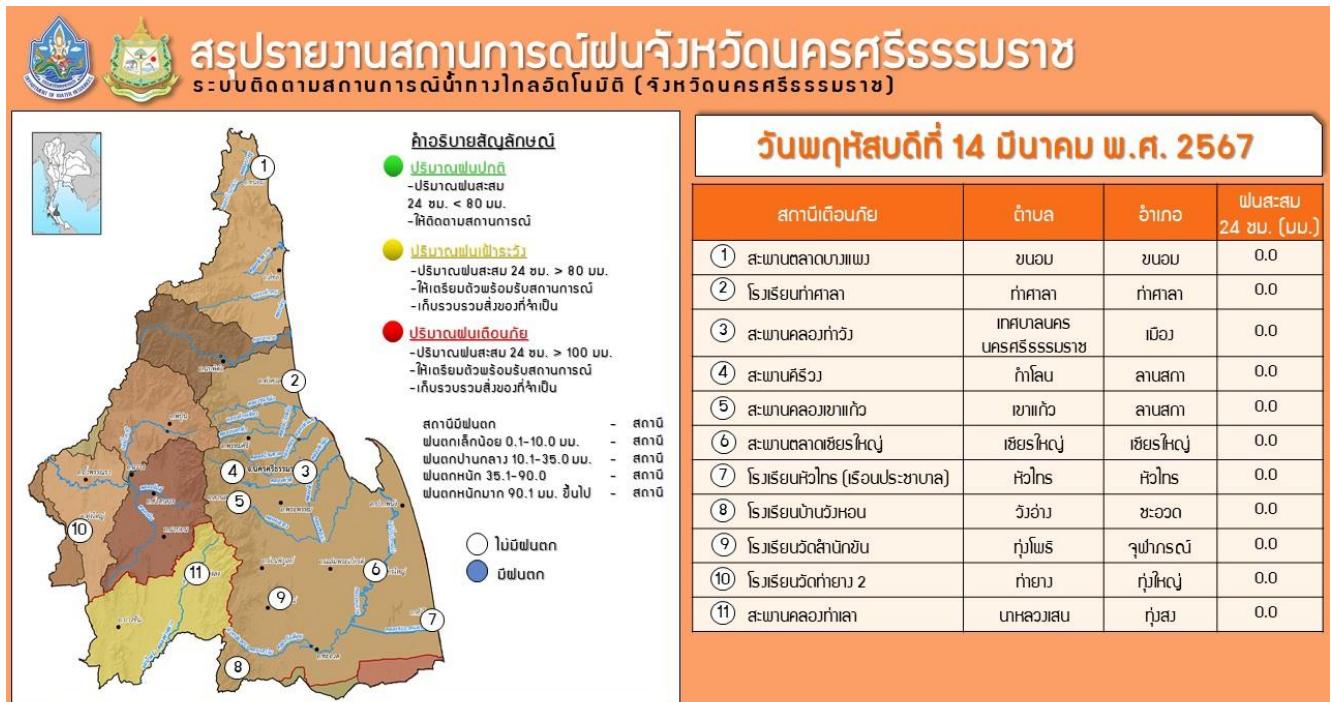 สรุปรายงานสถานการณ์ฝนจังหวัดนครศรีธรรมราช
ระบบติดตามสถานการณ์น้ำทางไกลอัตโนมัติ (จังหวัดนครศรีธรรมราช)
คำอธิบายสัญลักษณ์
ปริมาณฝนปกติ
-ปริมาณฝนสะสม
24 ชม. < 80 มม.
-ให้ติดตามสถานการณ์
ปริมาณฝนเฝ้าระวัง
-ปริมาณฝนสะสม 24 ชม. > 80 มม.
-ให้เตรียมตัวพร้อมรับสถานการณ์
-เก็บรวบรวมสิ่งของที่จำเป็น
ปริมาณฝนเตือนภัย
-ปริมาณฝนสะสม 24 ชม. > 100 มม.
-ให้เตรียมตัวพร้อมรับสถานการณ์
-เก็บรวบรวมสิ่งของที่จำเป็น
สถานีมีฝนตก - สถานี
ฝนตกเล็กน้อย 0.1-10.0 มม. - สถานี
ฝนตกปานกลาง 10.1-35.0 มม. - สถานี
ฝนตกหนัก 35.1-90.0 - สถานี
ฝนตกหนักมาก 90.1 มม. ขึ้นไป - สถานี
ไม่มีฝนตก
มีฝนตก
1
2
3
4
5
6
7
8
9
10
11
วันพฤหัสบดีที่ 14 มีนาคม พ.ศ. 2567
สถานีเตือนภัย ตำบล อำเภอ ฝนสะสม 24 ชม. (มม.)
1 สะพานตลาดบางแพง ขนอม ขนอม 0.0
2 โรงเรียนท่าศาลา ท่าศาลา ท่าศาลา 0.0
3 สะพานคลองท่าวัง เทศบาลนครนครศรีธรรมราช เมือง 0.0
4 สะพานคีรีวง กำโลน ลานสกา 0.0
5 สะพานคลองเขาแก้ว เขาแก้ว ลานสกา 0.0
6 สะพานตลาดเชียรใหญ่ เชียรใหญ่ เชียรใหญ่ 0.0
7 โรงเรียนหัวไทร (เรือนประชาบาล) หัวไทร หัวไทร 0.0
8 โรงเรียนบ้านวังหอน วังอ่าง ชะอวด 0.0
9 โรงเรียนวัดสำนักขัน ทุ่งโพธิ จุฬาภรณ์ 0.0
10 โรงเรียนวัดท่ายาง 2 ท่ายาง ทุ่งใหญ่ 0.0
11 สะพานคลองท่าเลา นาหลวงเสน ทุ่งสง 0.0